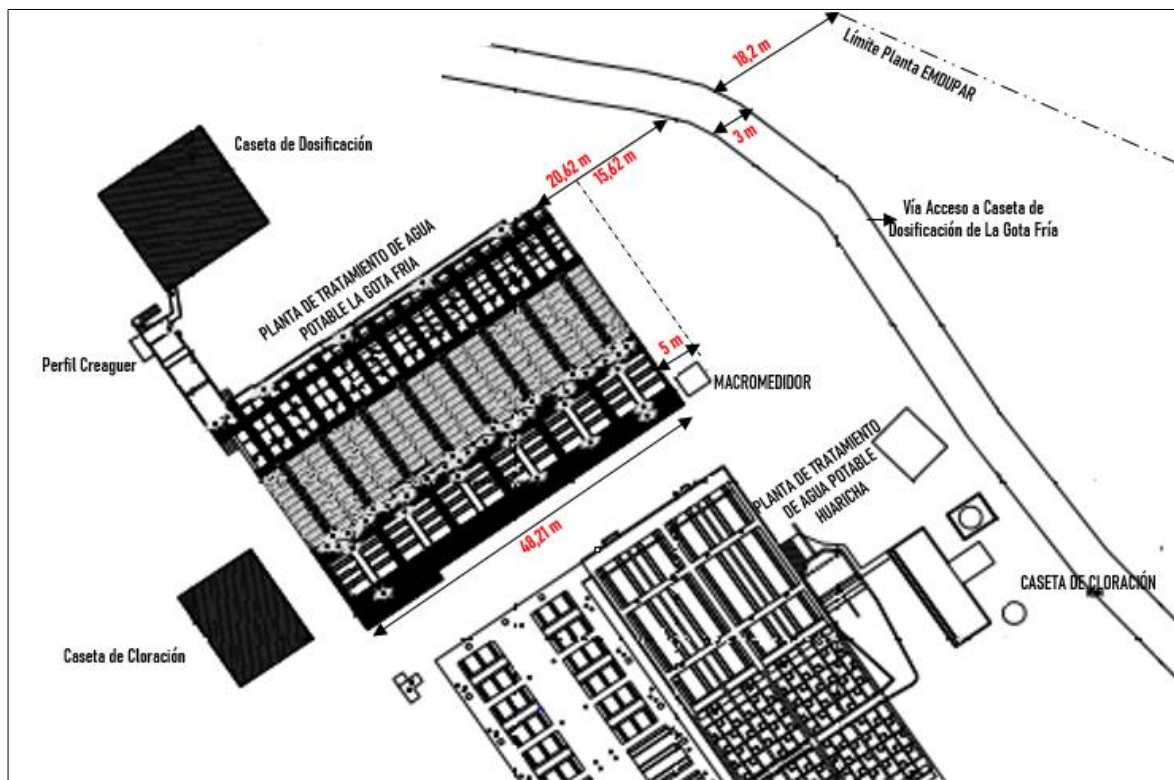 18,2 m
Límite Planta EMDUPAR
3 m
Caseta de Dosificación
20,62 m
15,62 m
Vía Acceso a Caseta de
Dosificación de La Gota Fría
PLANTA DE TRATAMIENTO DE AGUA
POTABLE LA GOTA FRIA
Perfil Creaguer
5 m
MACROMEDIDOR
PLANTA DE TRATAMIENTO
DE AGUA POTABLE
HUARICHA
48,21 m
CASETA DE CLORACIÓN
Caseta de Cloración